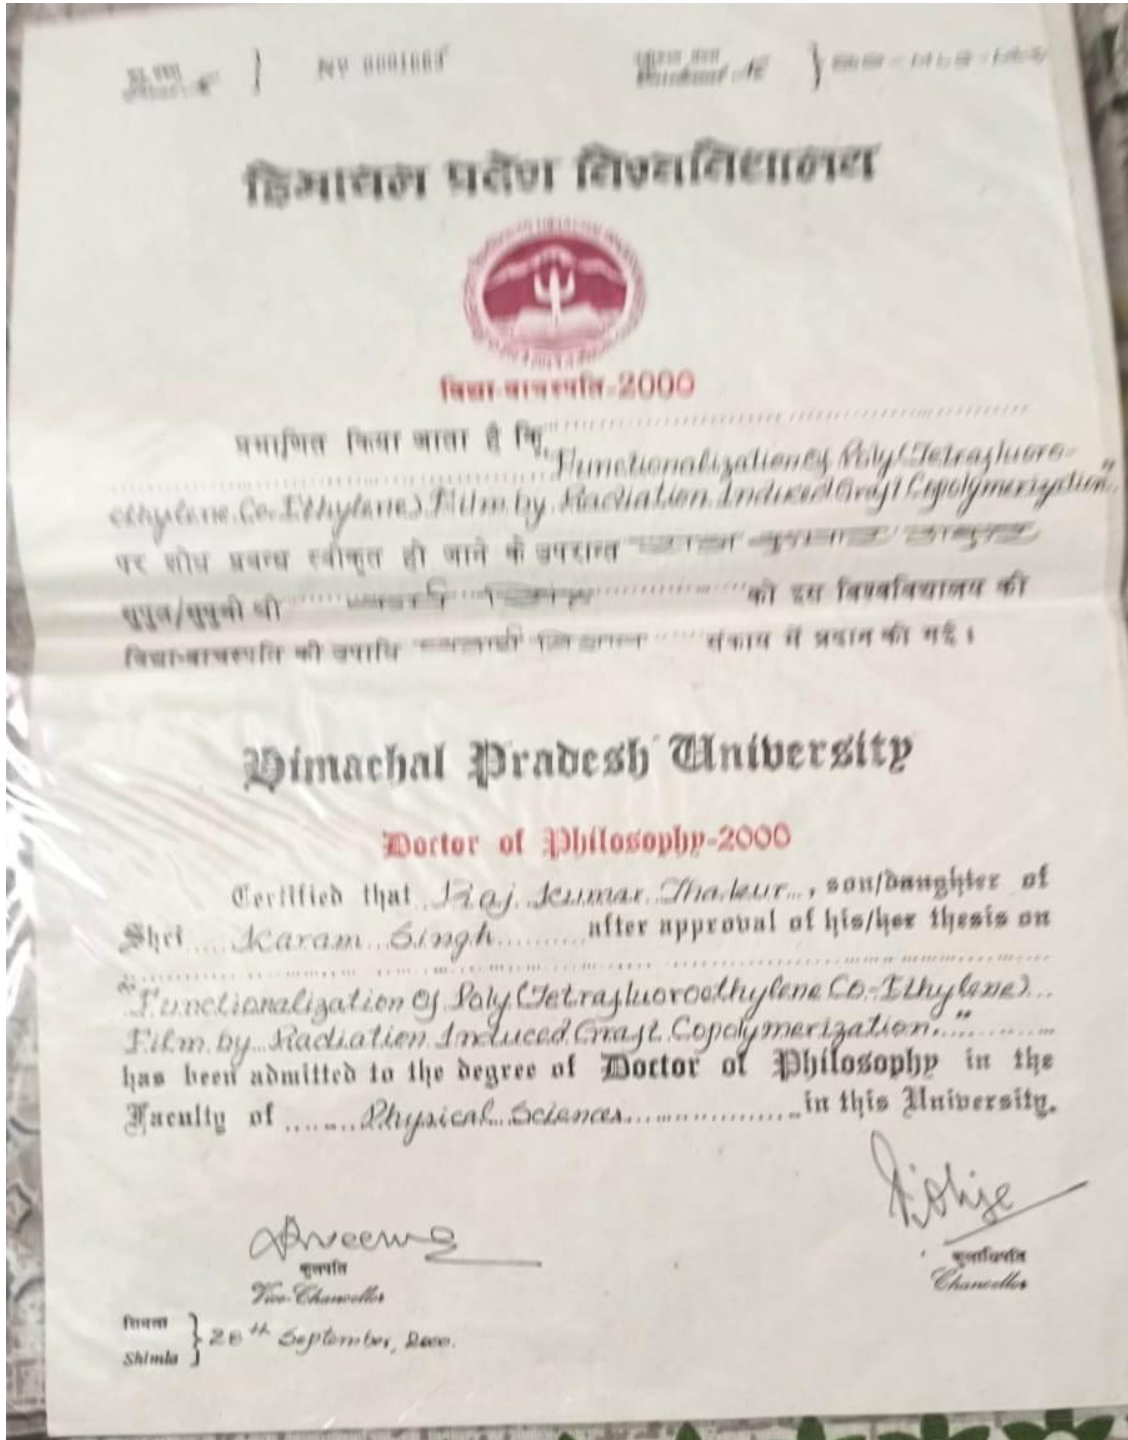 हिमाचल प्रदेश विश्वविद्यालय
विद्या-वाचस्पति-2000
प्रमाणित किया जाता है कि
"Functionalization Of Poly (Tetrafluoro-
ethylene Co-Ethylene) Film by Radiation Induced Graft Copolymerization"
पर शोध प्रबन्ध स्वीकृत हो जाने के उपरान्त
सुपुत्र/सुपुत्री श्री को इस विश्वविद्यालय की
विद्या-वाचस्पति की उपाधि संकाय में प्रदान की गई।
Himachal Pradesh University
Doctor of Philosophy-2000
Certified that Raj Kumar Thakur, son/daughter of
Shri Karam Singh after approval of his/her thesis on
"Functionalization Of Poly (Tetrafluoroethylene Co-Ethylene)
Film by Radiation Induced Graft Copolymerization."
has been admitted to the degree of Doctor of Philosophy in the
Faculty of Physical Sciences in this University.
कुलपति
Vice-Chancellor
कुलाधिपति
Chancellor
शिमला
Shimla
September, 2000.